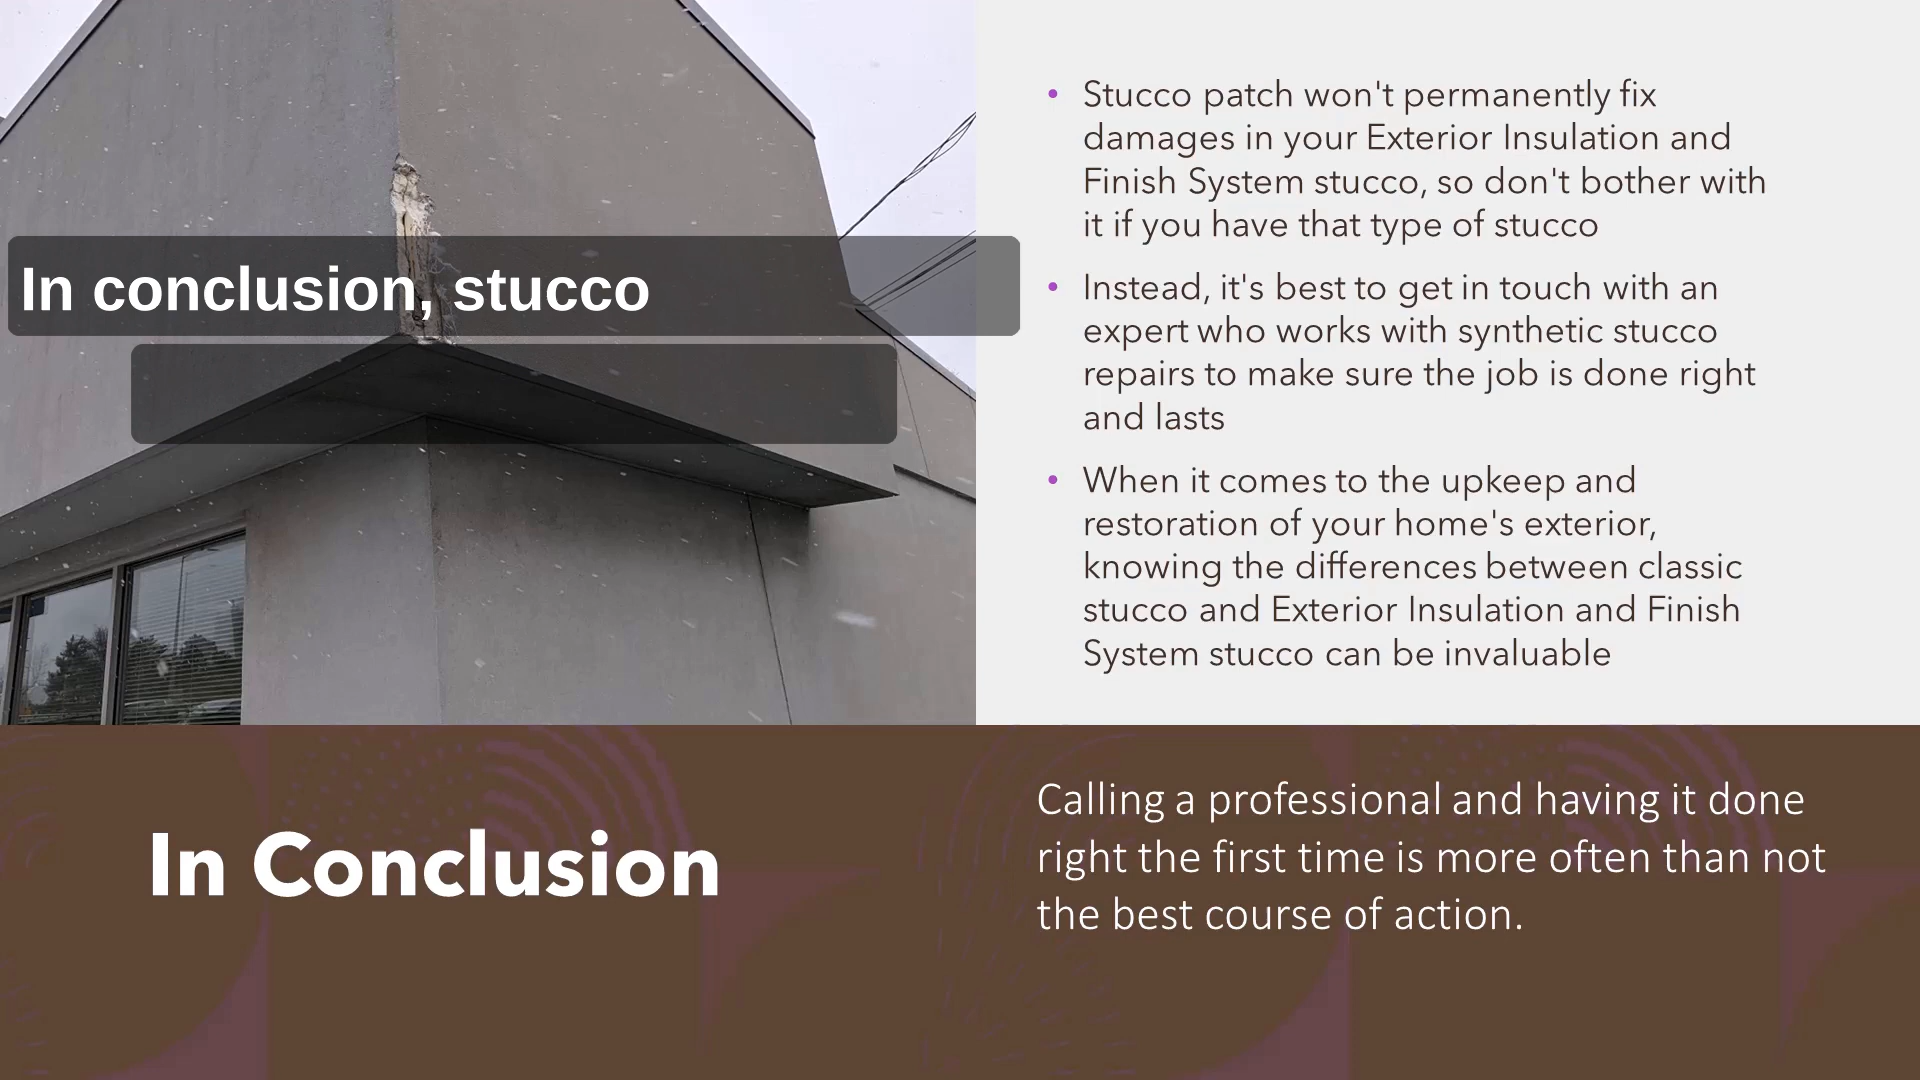 In conclusion, stucco
• Stucco patch won't permanently fix
damages in your Exterior Insulation and
Finish System stucco, so don't bother with
it if you have that type of stucco
• Instead, it's best to get in touch with an
expert who works with synthetic stucco
repairs to make sure the job is done right
and lasts
• When it comes to the upkeep and
restoration of your home's exterior,
knowing the differences between classic
stucco and Exterior Insulation and Finish
System stucco can be invaluable
In Conclusion
Calling a professional and having it done
right the first time is more often than not
the best course of action.